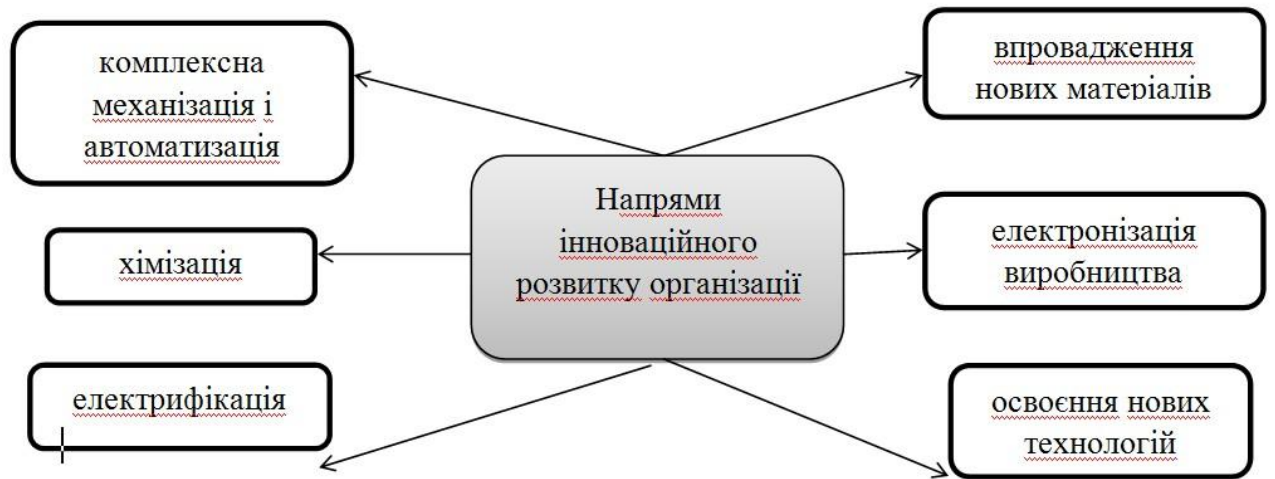 комплексна
механізація і
автоматизація
хімізація
електрифікація
Напрями
інноваційного
розвитку організації
впровадження
нових матеріалів
електронізація
виробництва
освоєння нових
технологій